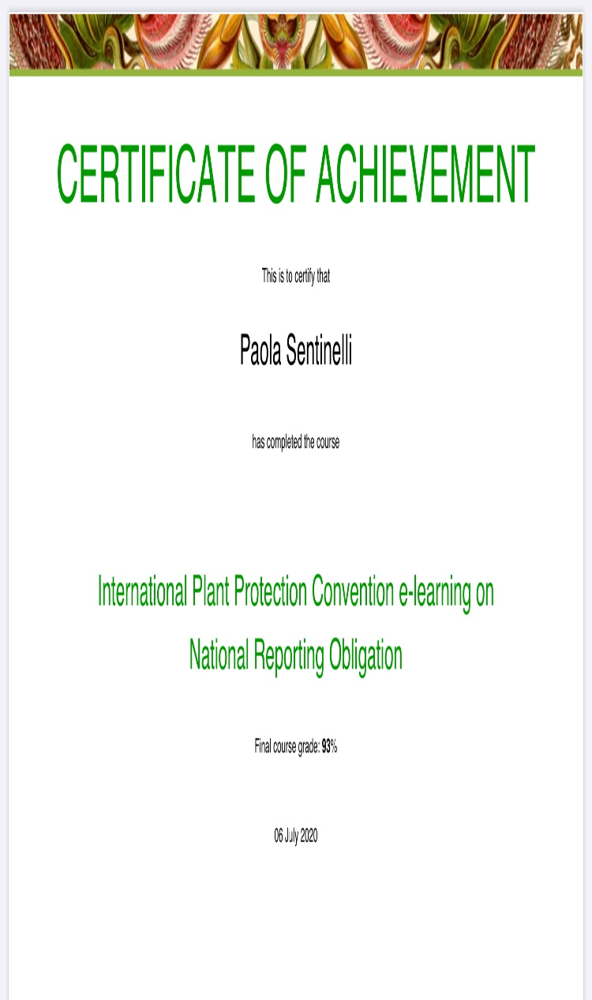 CERTIFICATE OF ACHIEVEMENT
This is to certify that
Paola Sentinelli
has completed the course
International Plant Protection Convention e-learning on
National Reporting Obligation
Final course grade: 93%
06 July 2020